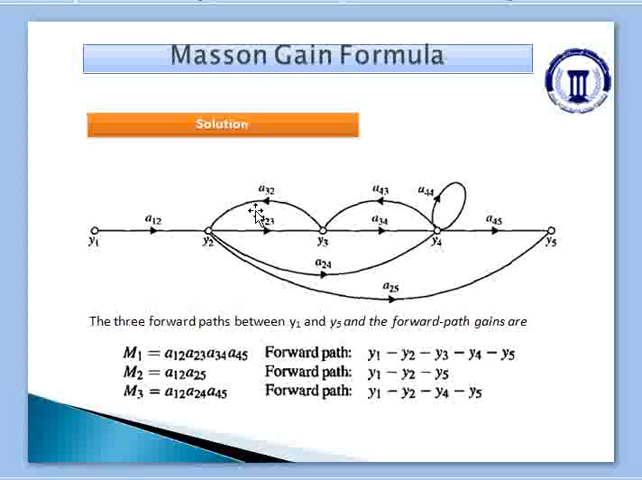 Masson Gain Formula
Solution
a32 a43 a44
a12 a23 a34 a45
y1 y2 y3 y4 y5
a24
a25
The three forward paths between y1 and y5 and the forward-path gains are
M1 = a12a23a34a45 Forward path: y1 − y2 − y3 − y4 − y5
M2 = a12a25 Forward path: y1 − y2 − y5
M3 = a12a24a45 Forward path: y1 − y2 − y4 − y5